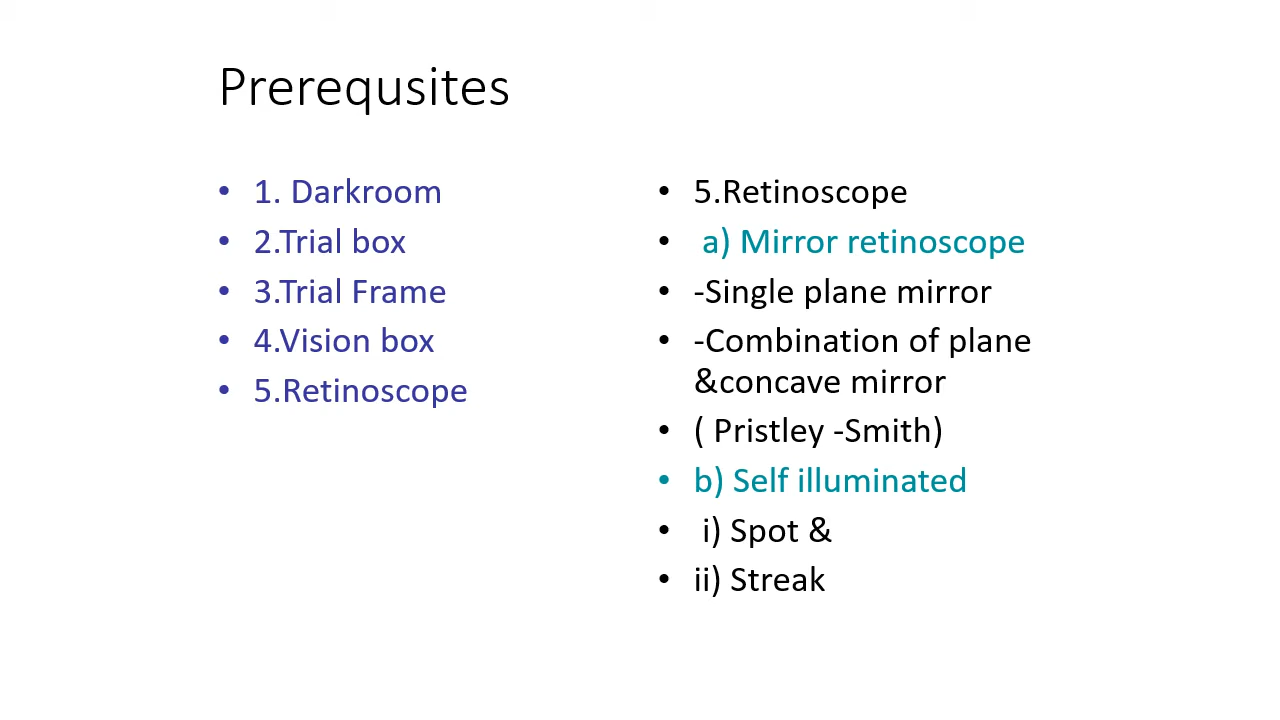 Prerequsites
• 1. Darkroom
• 2.Trial box
• 3.Trial Frame
• 4.Vision box
• 5.Retinoscope
• 5.Retinoscope
• a) Mirror retinoscope
• -Single plane mirror
• -Combination of plane
&concave mirror
• ( Pristley -Smith)
• b) Self illuminated
• i) Spot &
• ii) Streak